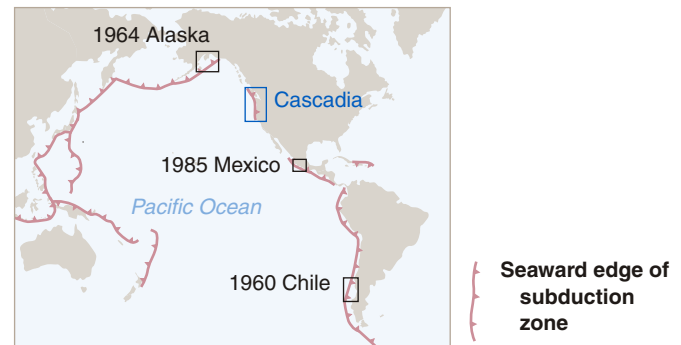 1964 Alaska
Cascadia
1985 Mexico
Pacific Ocean
1960 Chile
Seaward edge of
subduction
zone